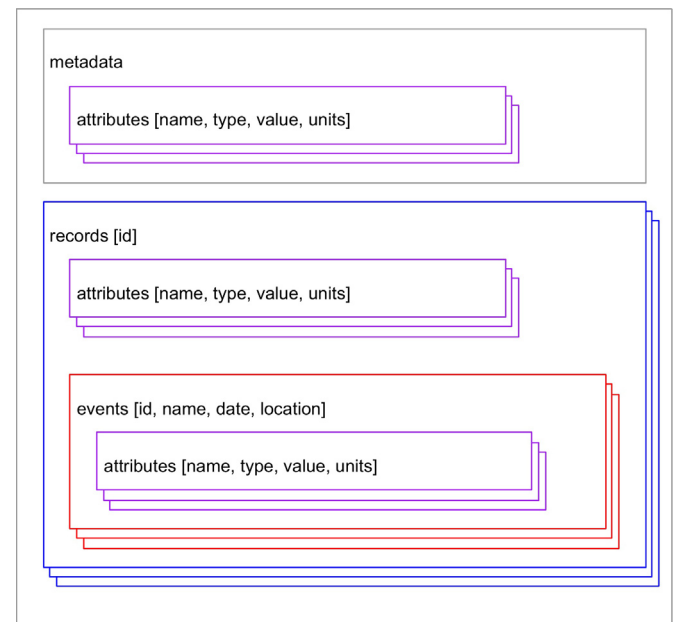 metadata
attributes [name, type, value, units]
records [id]
attributes [name, type, value, units]
events [id, name, date, location]
attributes [name, type, value, units]